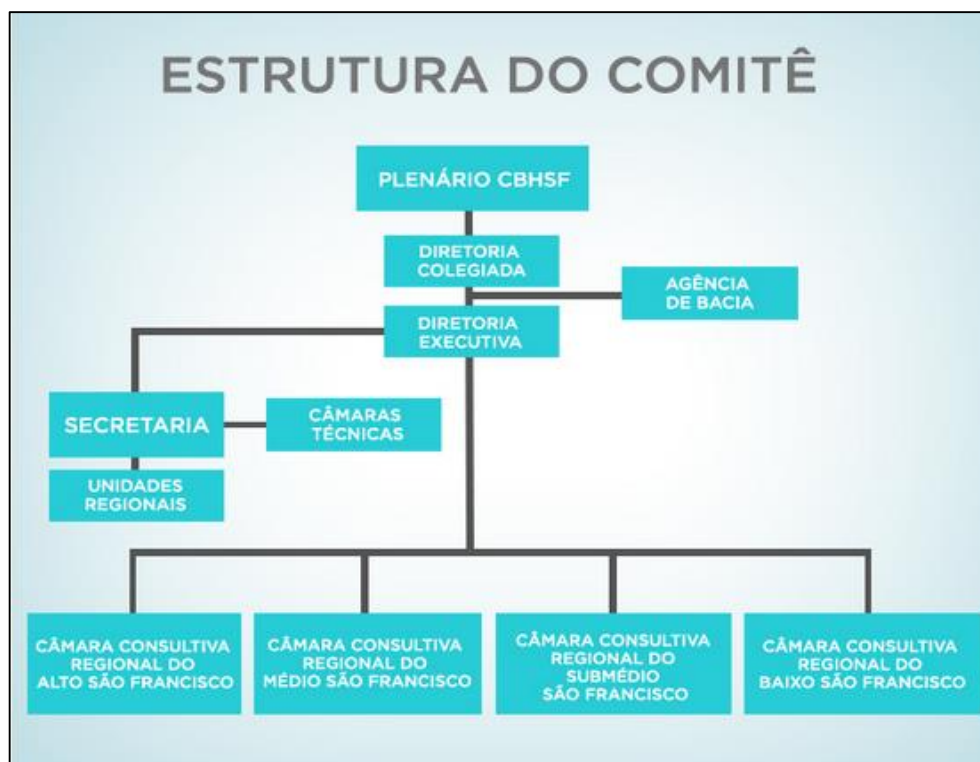 ESTRUTURA DO COMITÊ
PLENÁRIO CBHSF
DIRETORIA
COLEGIADA
AGÊNCIA
DE BACIA
DIRETORIA
EXECUTIVA
SECRETARIA
CÂMARAS
TÉCNICAS
UNIDADES
REGIONAIS
CÂMARA CONSULTIVA
REGIONAL DO
ALTO SÃO FRANCISCO
CÂMARA CONSULTIVA
REGIONAL DO
MÉDIO SÃO FRANCISCO
CÂMARA CONSULTIVA
REGIONAL DO
SUBMÉDIO
SÃO FRANCISCO
CÂMARA CONSULTIVA
REGIONAL DO
BAIXO SÃO FRANCISCO